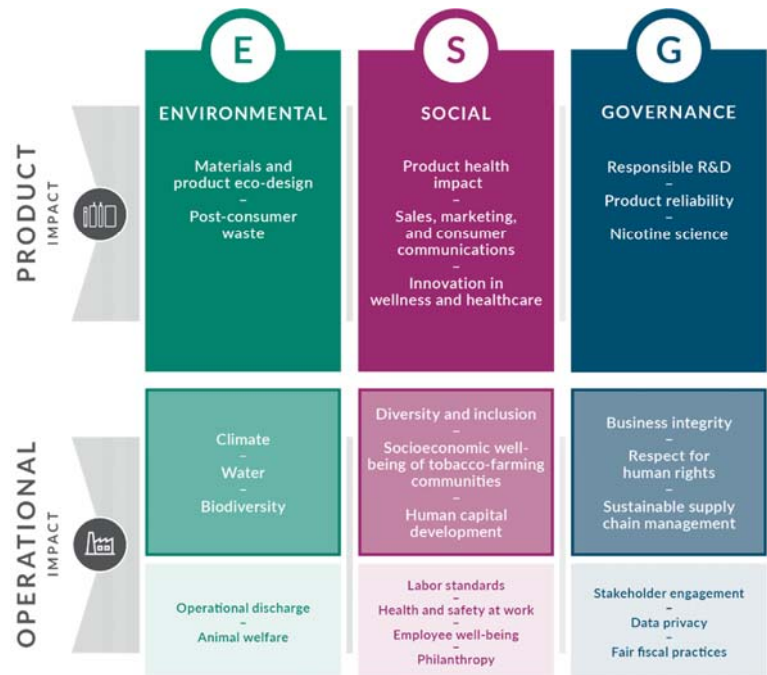 E
S
G
PRODUCT
IMPACT
ENVIRONMENTAL
Materials and
product eco-design
–
Post-consumer
waste
SOCIAL
Product health
impact
–
Sales, marketing,
and consumer
communications
–
Innovation in
wellness and healthcare
GOVERNANCE
Responsible R&D
–
Product reliability
–
Nicotine science
OPERATIONAL
IMPACT
Climate
–
Water
–
Biodiversity
Diversity and inclusion
–
Socioeconomic well-
being of tobacco-farming
communities
–
Human capital
development
Business integrity
–
Respect for
human rights
–
Sustainable supply
chain management
Operational discharge
–
Animal welfare
Labor standards
–
Health and safety at work
–
Employee well-being
–
Philanthropy
Stakeholder engagement
–
Data privacy
–
Fair fiscal practices